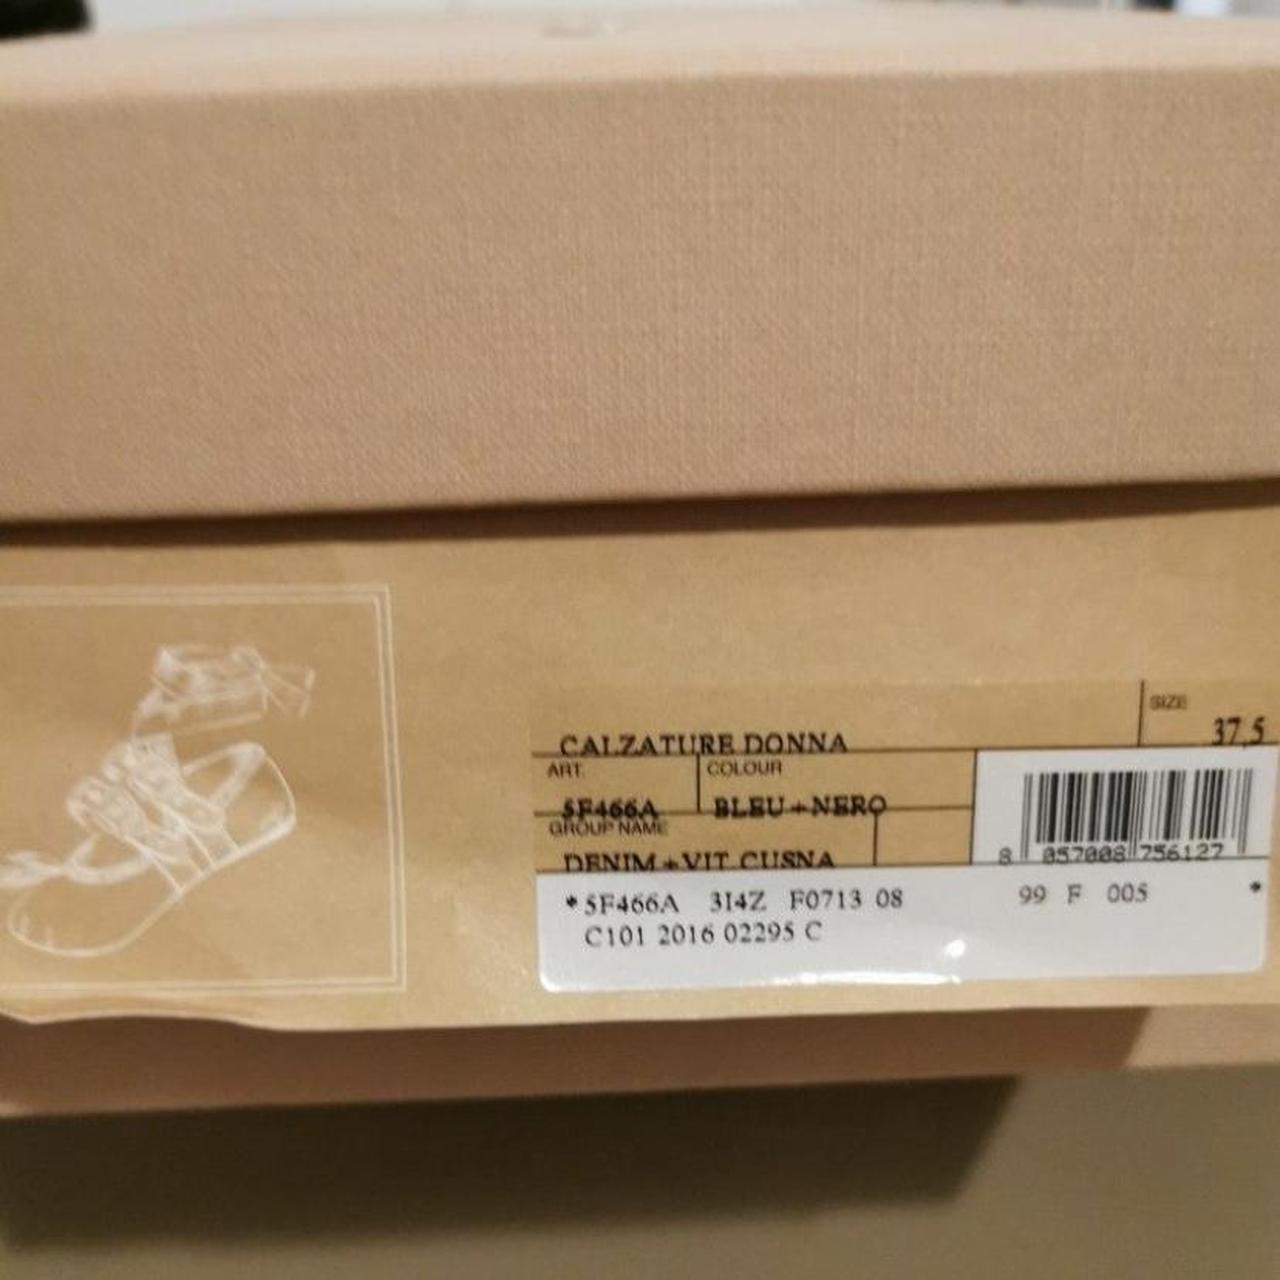 SIZE
37,5
CALZATURE DONNA
ART. COLOUR
5F466A BLEU+NERO
GROUP NAME
DENIM+VIT.CUSNA
8 057008 756127
*5F466A 3I4Z F0713 08 99 F 005 *
C101 2016 02295 C